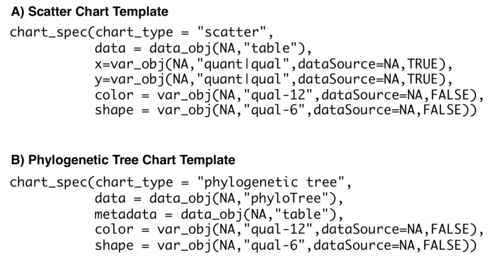 A) Scatter Chart Template
chart_spec(chart_type = "scatter",
data = data_obj(NA,"table"),
x=var_obj(NA,"quant|qual",dataSource=NA,TRUE),
y=var_obj(NA,"quant|qual",dataSource=NA,TRUE),
color = var_obj(NA,"qual-12",dataSource=NA,FALSE),
shape = var_obj(NA,"qual-6",dataSource=NA,FALSE))
B) Phylogenetic Tree Chart Template
chart_spec(chart_type = "phylogenetic tree",
data = data_obj(NA,"phyloTree"),
metadata = data_obj(NA,"table"),
color = var_obj(NA,"qual-12",dataSource=NA,FALSE),
shape = var_obj(NA,"qual-6",dataSource=NA,FALSE))